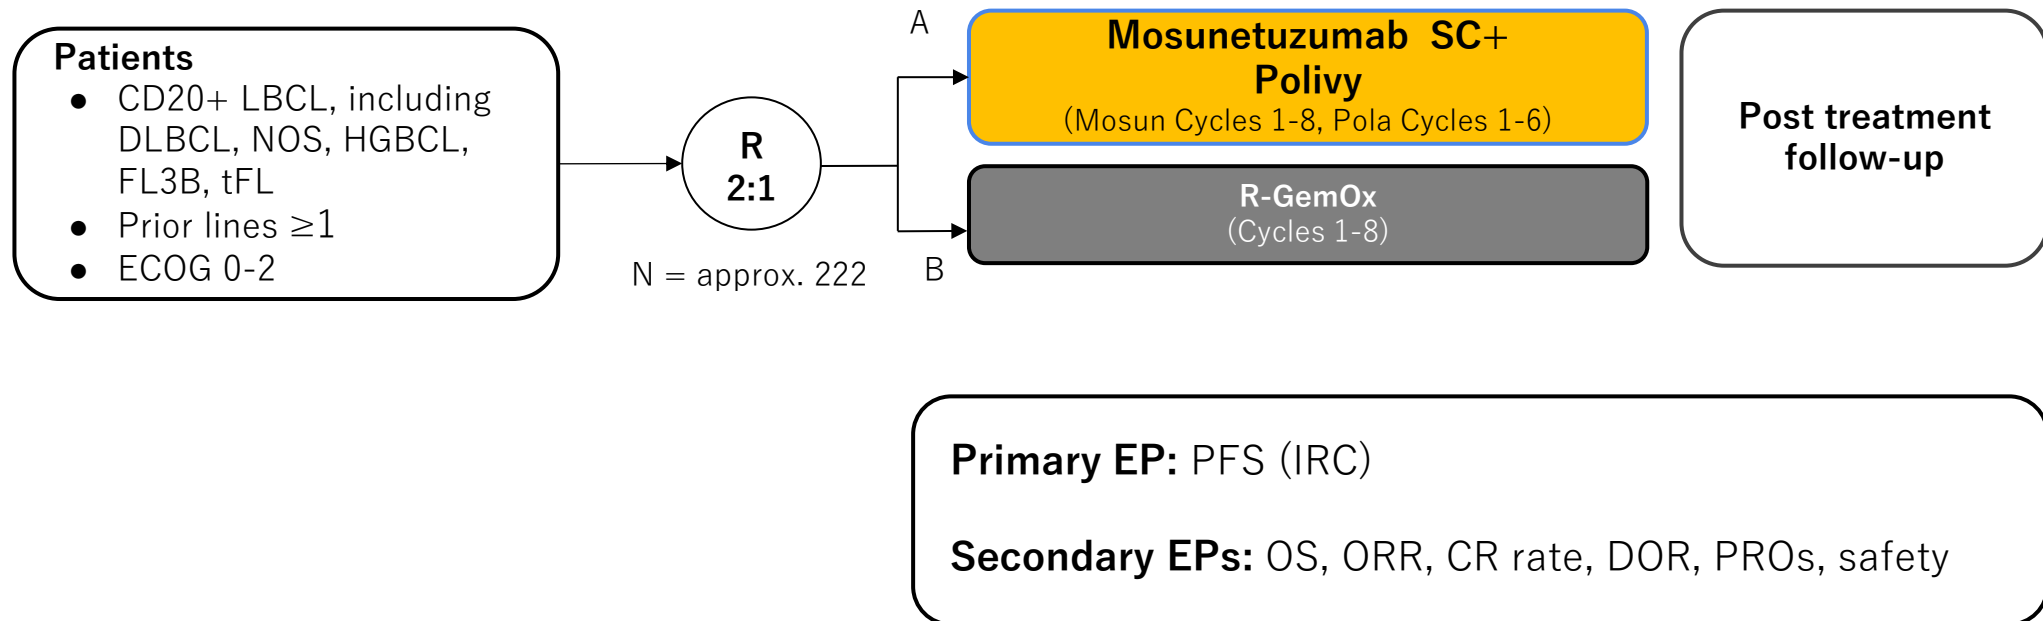 Patients
● CD20+ LBCL, including
DLBCL, NOS, HGBCL,
FL3B, tFL
● Prior lines ≥1
● ECOG 0-2
R
2:1
N = approx. 222
A
Mosunetuzumab SC+
Polivy
(Mosun Cycles 1-8, Pola Cycles 1-6)
B
R-GemOx
(Cycles 1-8)
Post treatment
follow-up
Primary EP: PFS (IRC)
Secondary EPs: OS, ORR, CR rate, DOR, PROs, safety